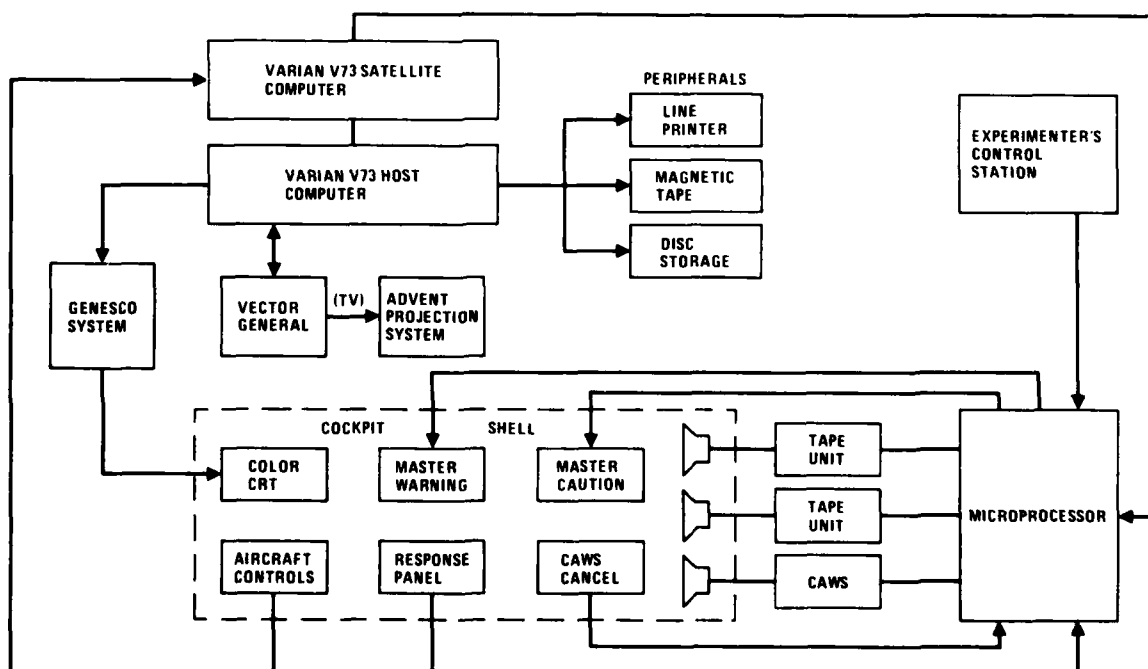 VARIAN V73 SATELLITE
COMPUTER
PERIPHERALS
LINE
PRINTER
EXPERIMENTER'S
CONTROL
STATION
VARIAN V73 HOST
COMPUTER
MAGNETIC
TAPE
DISC
STORAGE
GENESCO
SYSTEM
VECTOR
GENERAL
(TV)
ADVENT
PROJECTION
SYSTEM
COCKPIT SHELL
COLOR
CRT
MASTER
WARNING
MASTER
CAUTION
TAPE
UNIT
TAPE
UNIT
MICROPROCESSOR
AIRCRAFT
CONTROLS
RESPONSE
PANEL
CAWS
CANCEL
CAWS